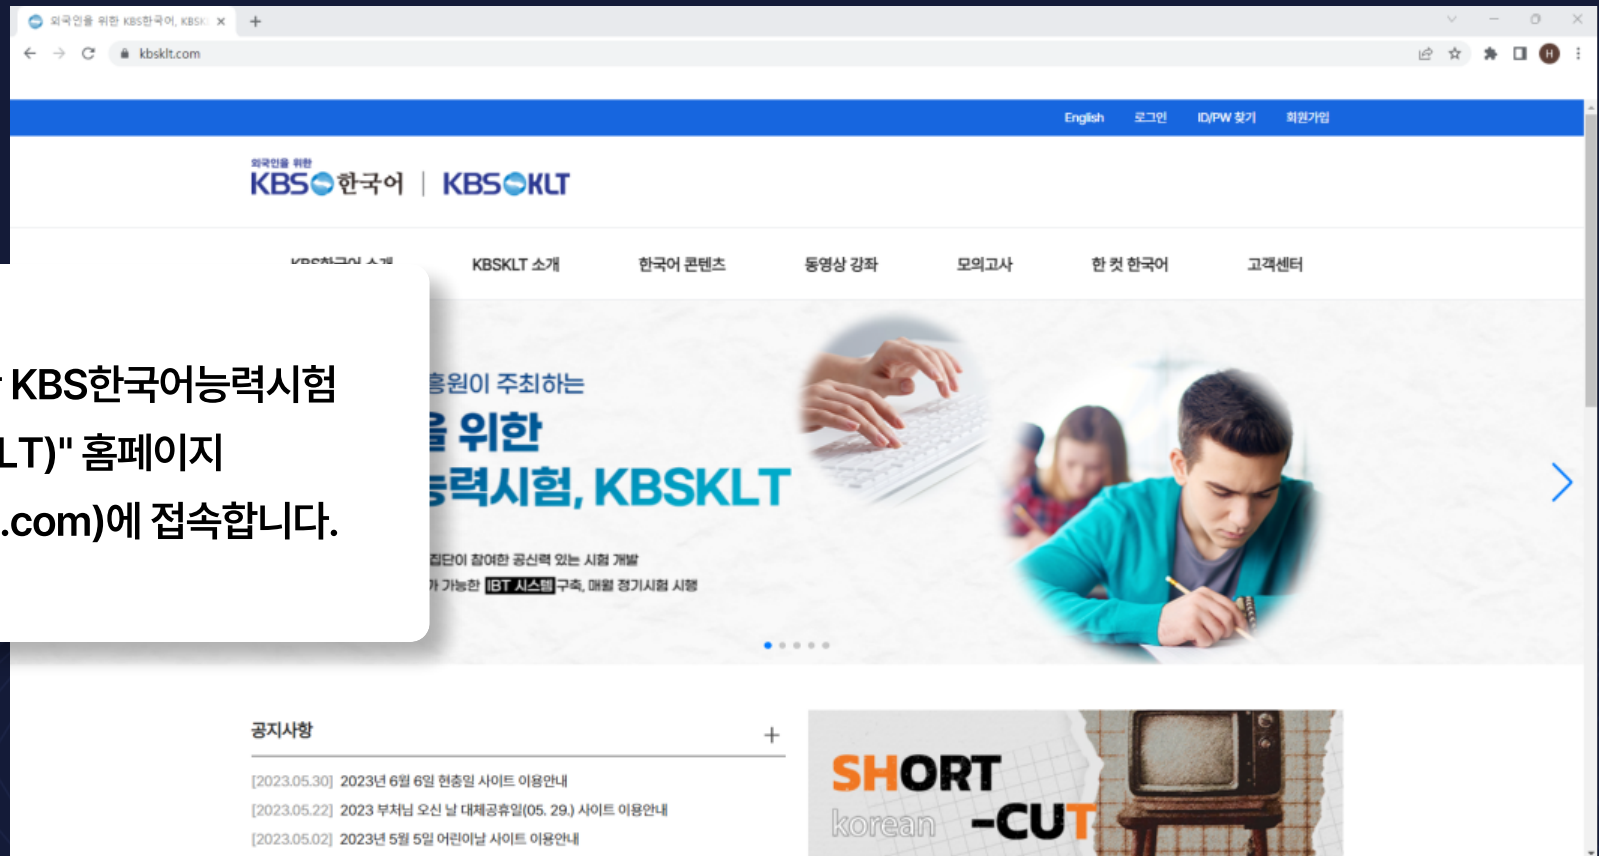 외국인을 위한 KBS한국어, KBSK
kbsklt.com
H
English 로그인 ID/PW 찾기 회원가입
외국인을 위한
KBS 한국어 | KBS KLT
KBS한국어 소개 KBSKLT 소개 한국어 콘텐츠 동영상 강좌 모의고사 한 컷 한국어 고객센터
KBS한국어능력시험
LT)" 홈페이지
.com)에 접속합니다.
흥원이 주최하는
을 위한
능력시험, KBSKLT
집단이 참여한 공신력 있는 시험 개발
가 가능한 IBT 시스템 구축, 매월 정기시험 시행
공지사항
[2023.05.30] 2023년 6월 6일 현충일 사이트 이용안내
[2023.05.22] 2023 부처님 오신 날 대체공휴일(05. 29.) 사이트 이용안내
[2023.05.02] 2023년 5월 5일 어린이날 사이트 이용안내
SHORT
korean -CUT